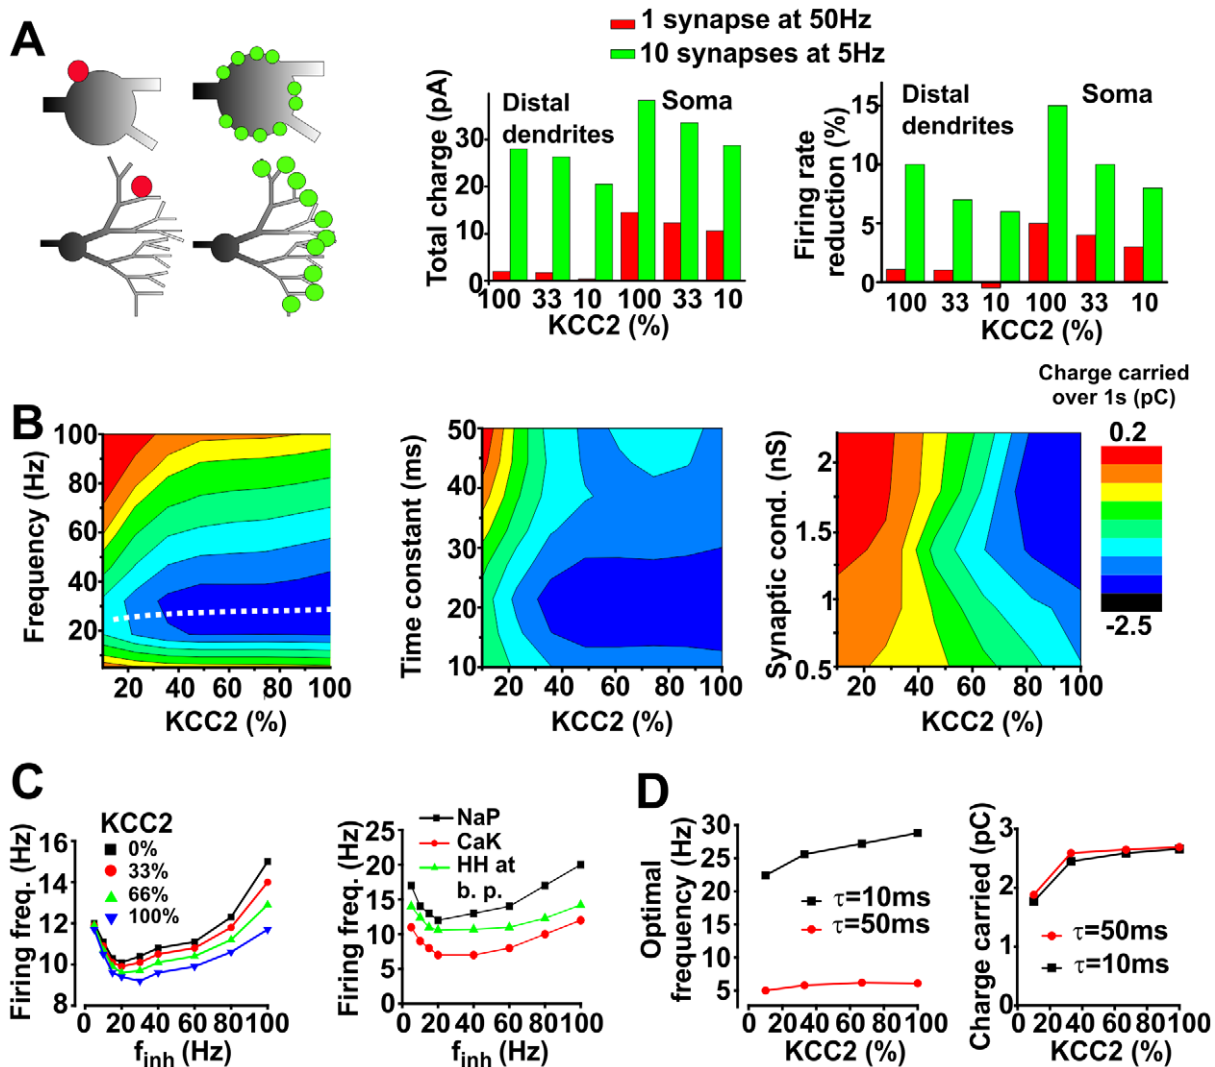 A
1 synapse at 50Hz
10 synapses at 5Hz
Total charge (pA)
Distal dendrites
Soma
30
20
10
0
100 33 10 100 33 10
KCC2 (%)
Firing rate reduction (%)
Distal dendrites
Soma
15
10
5
0
100 33 10 100 33 10
KCC2 (%)
B
Charge carried
over 1s (pC)
0.2
-2.5
Frequency (Hz)
100
80
60
40
20
20 40 60 80 100
KCC2 (%)
Time constant (ms)
50
40
30
20
10
20 40 60 80 100
KCC2 (%)
Synaptic cond. (nS)
2
1.5
1
0.5
20 40 60 80 100
KCC2 (%)
C
Firing freq. (Hz)
16
14
12
10
8
KCC2
0%
33%
66%
100%
0 20 40 60 80 100
finh (Hz)
Firing freq. (Hz)
25
20
15
10
5
0
NaP
CaK
HH at
b. p.
0 20 40 60 80 100
finh (Hz)
D
Optimal
frequency (Hz)
30
25
20
15
10
5
τ=10ms
τ=50ms
0 20 40 60 80 100
KCC2 (%)
Charge carried (pC)
3
2
1
0
τ=50ms
τ=10ms
0 20 40 60 80 100
KCC2 (%)